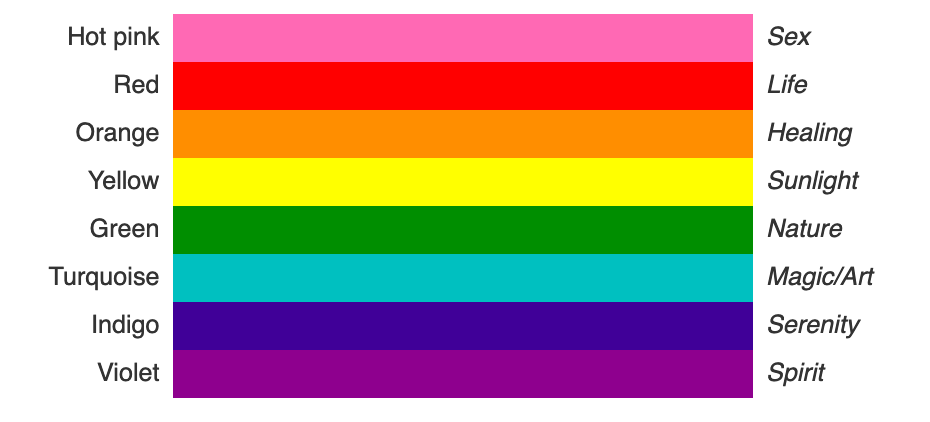 Hot pink Sex
Red Life
Orange Healing
Yellow Sunlight
Green Nature
Turquoise Magic/Art
Indigo Serenity
Violet Spirit